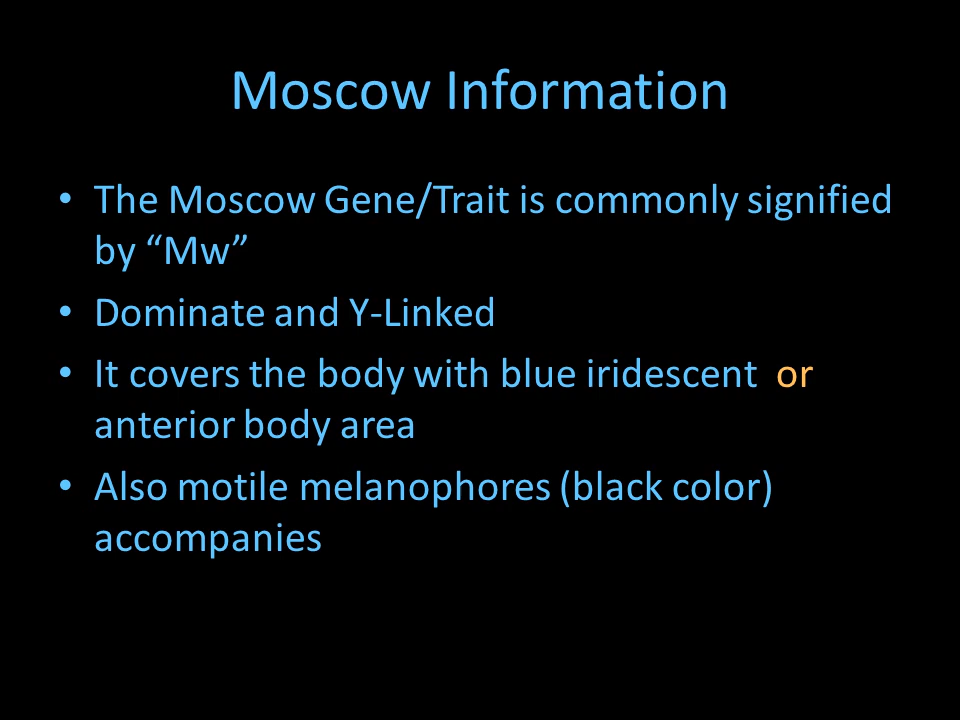 Moscow Information
• The Moscow Gene/Trait is commonly signified
by “Mw”
• Dominate and Y-Linked
• It covers the body with blue iridescent  or
anterior body area
• Also motile melanophores (black color)
accompanies